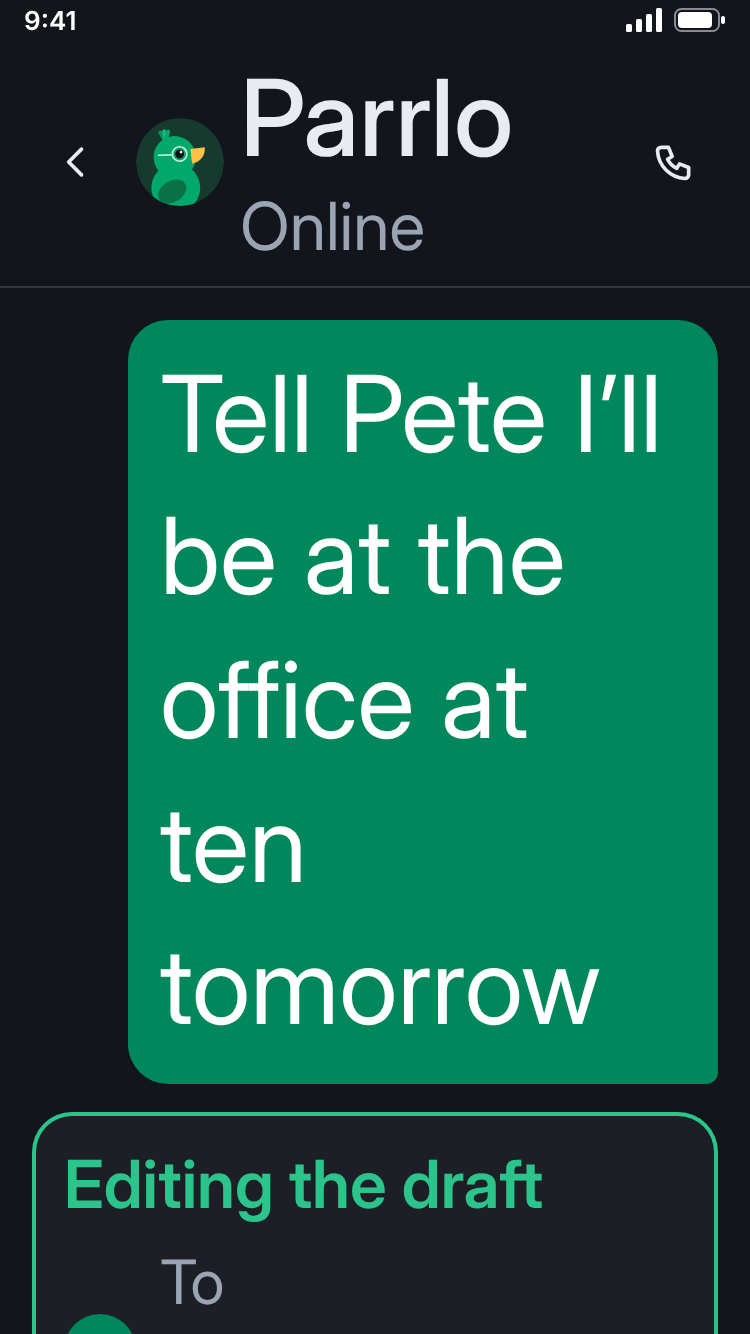 9:41
Parrlo
Online
Tell Pete I’ll
be at the
office at
ten
tomorrow
Editing the draft
To